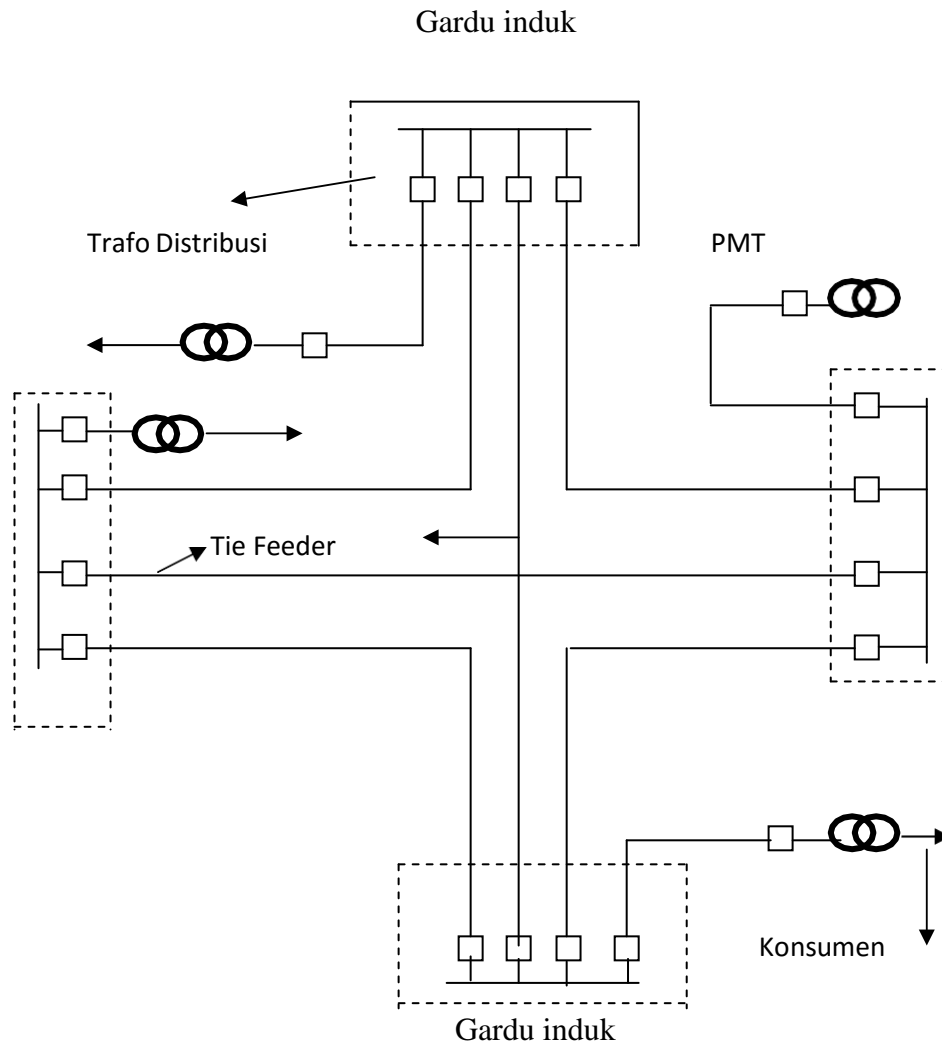 Gardu induk
Trafo Distribusi
PMT
Tie Feeder
Konsumen
Gardu induk